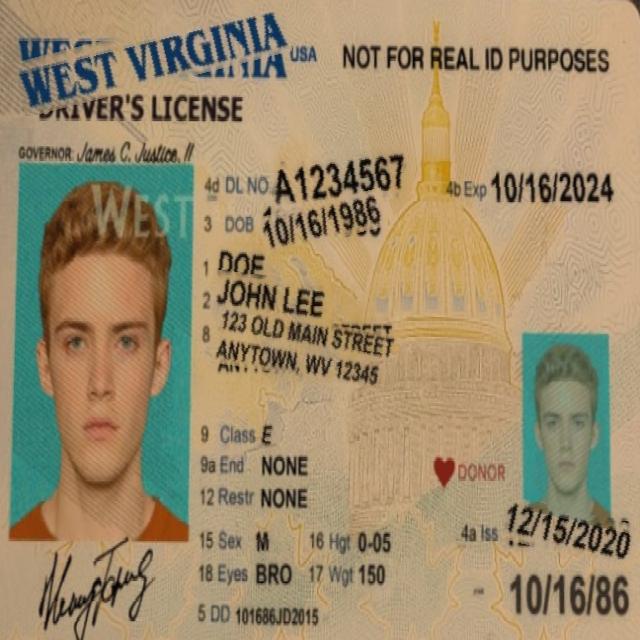 WEST VIRGINIA USA
NOT FOR REAL ID PURPOSES
DRIVER'S LICENSE
GOVERNOR: James C. Justice, II
WEST
4d DL NO. A1234567
4b Exp 10/16/2024
3 DOB 10/16/1986
1 DOE
2 JOHN LEE
8 123 OLD MAIN STREET
ANYTOWN, WV 12345
9 Class E
9a End NONE
DONOR
12 Restr NONE
15 Sex M 16 Hgt 0-05
4a Iss 12/15/2020
18 Eyes BRO 17 Wgt 150
10/16/86
5 DD 101686JD2015